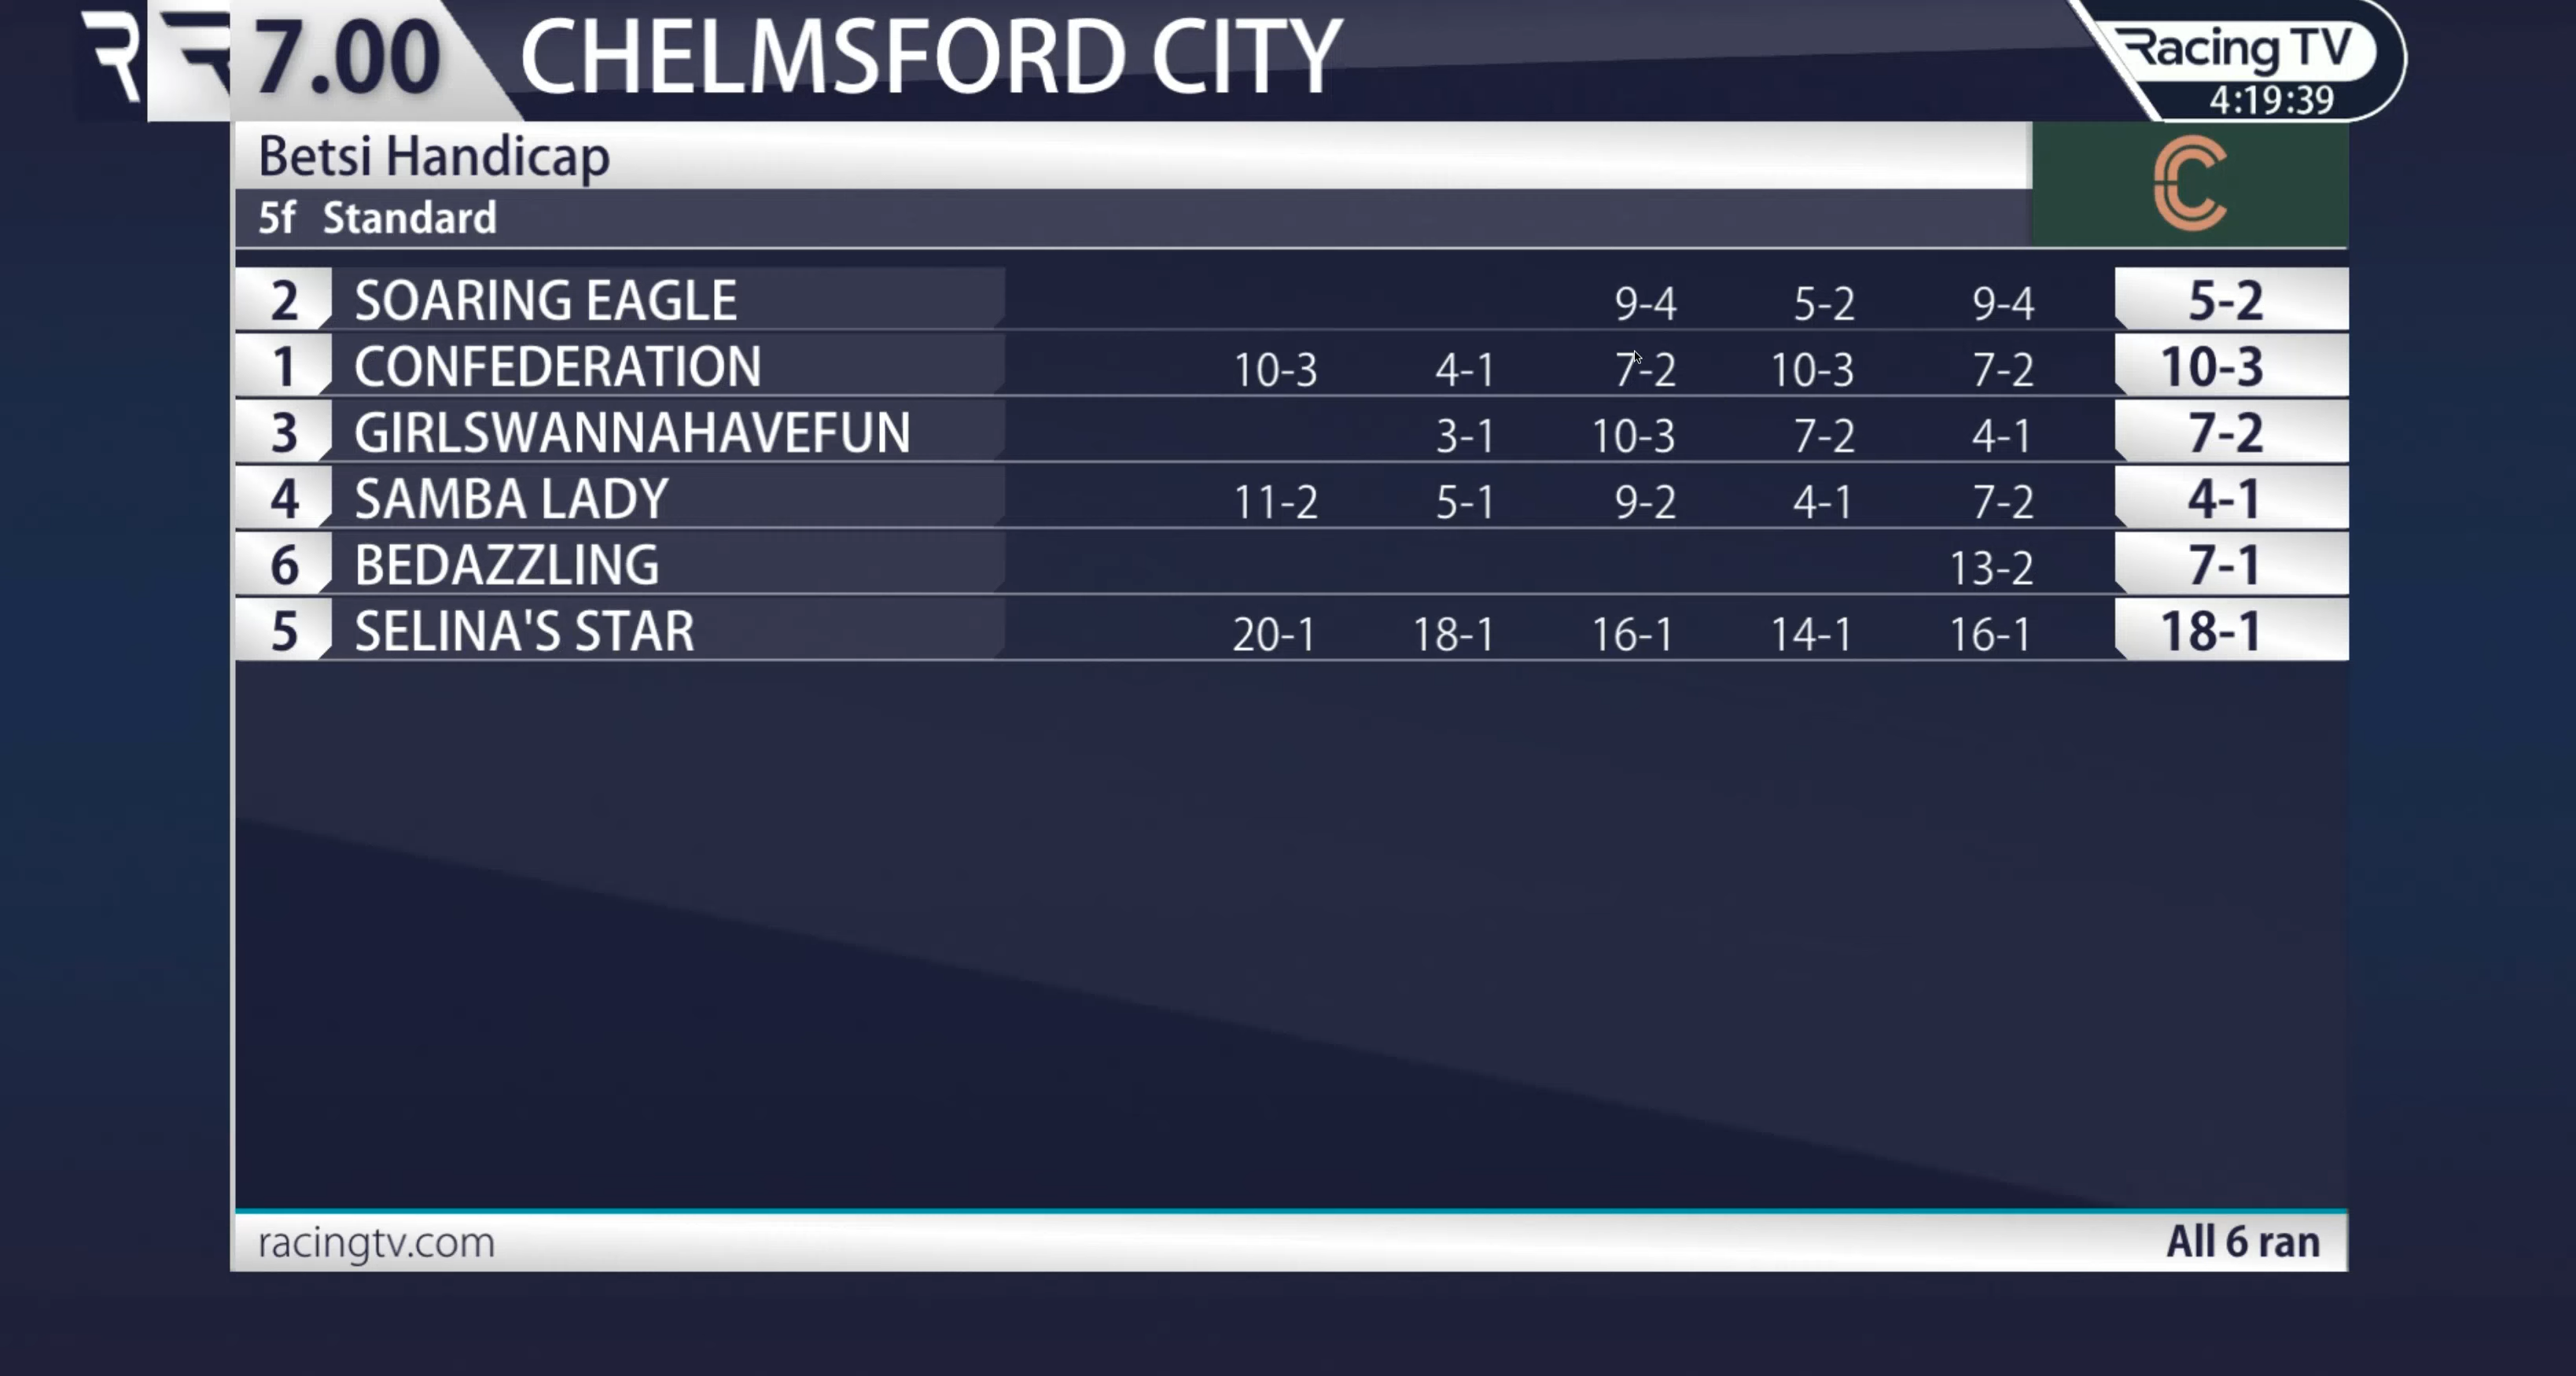 7.00 CHELMSFORD CITY
Racing TV
4:19:39
Betsi Handicap
5f Standard
2 SOARING EAGLE 9-4 5-2 9-4 5-2
1 CONFEDERATION 10-3 4-1 7-2 10-3 7-2 10-3
3 GIRLSWANNAHAVEFUN 3-1 10-3 7-2 4-1 7-2
4 SAMBA LADY 11-2 5-1 9-2 4-1 7-2 4-1
6 BEDAZZLING 13-2 7-1
5 SELINA'S STAR 20-1 18-1 16-1 14-1 16-1 18-1
racingtv.com All 6 ran